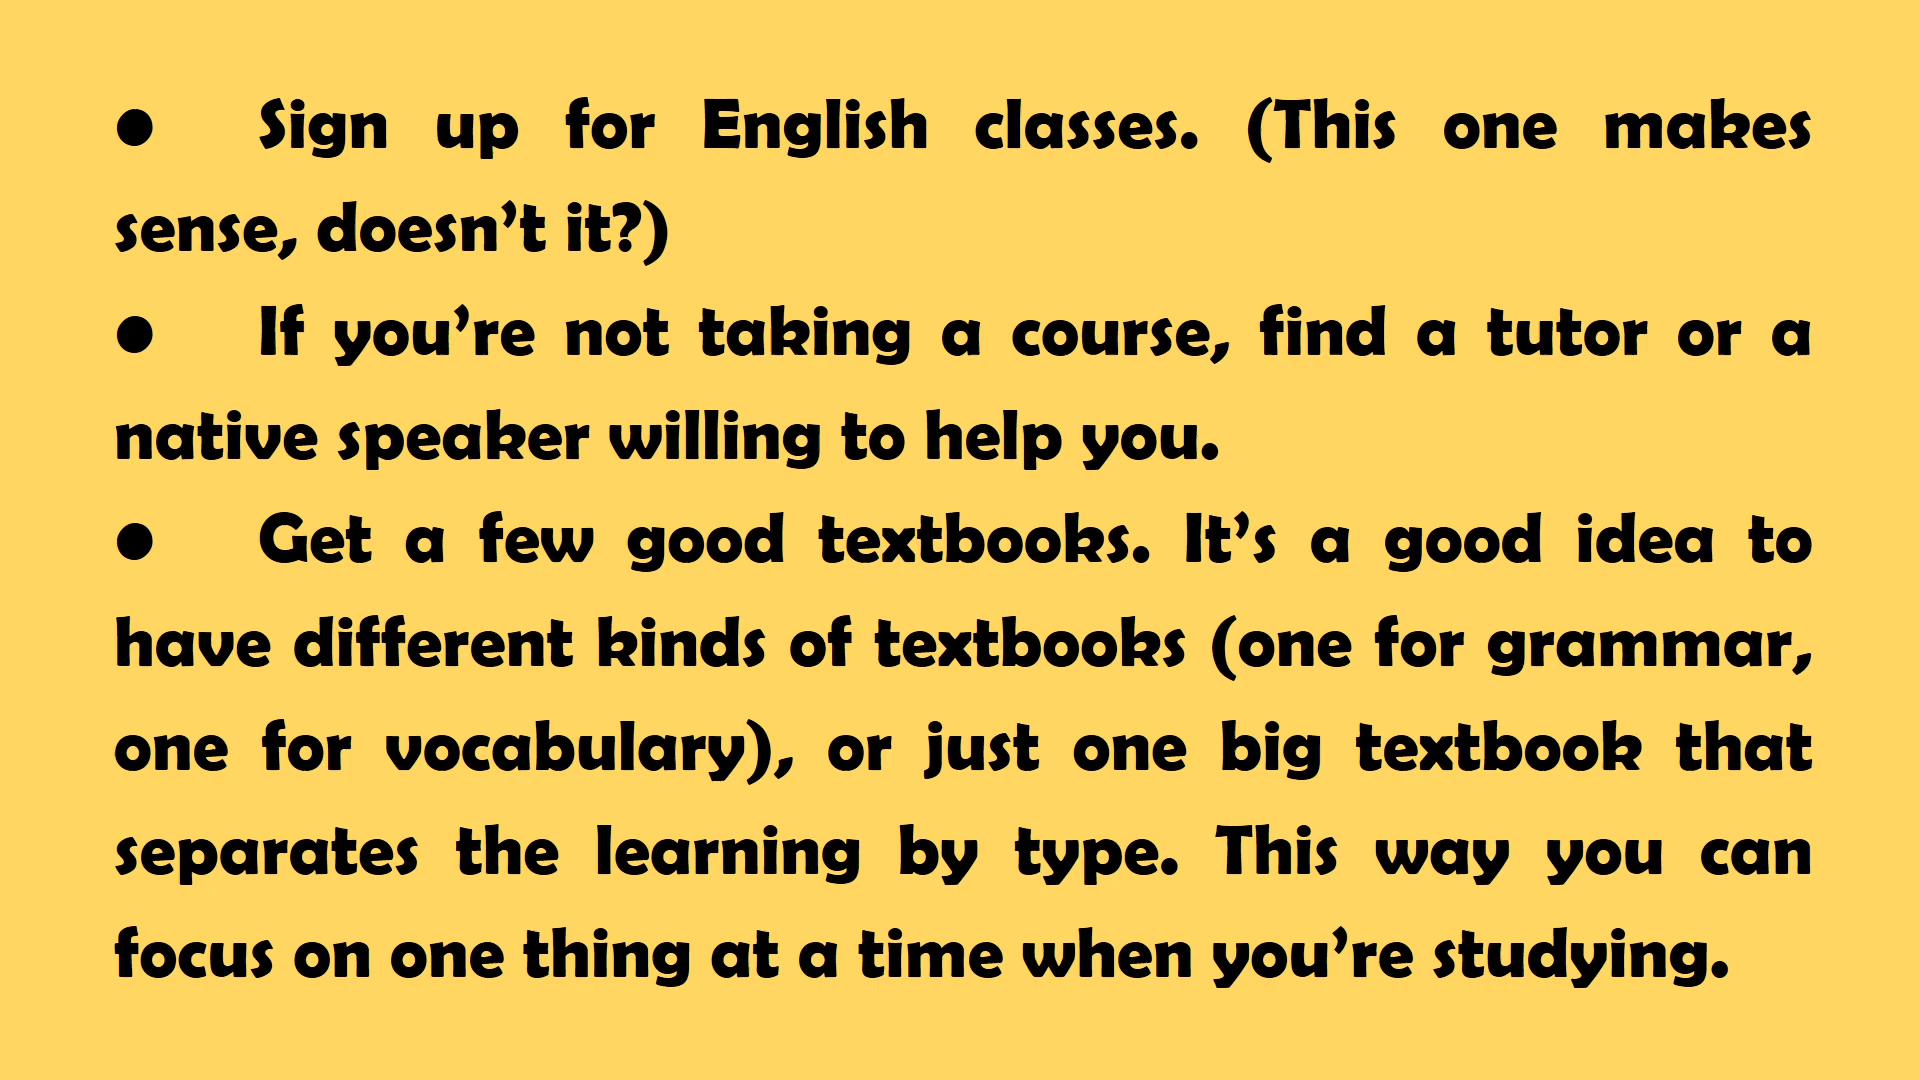 ● Sign up for English classes. (This one makes
sense, doesn’t it?)
● If you’re not taking a course, find a tutor or a
native speaker willing to help you.
● Get a few good textbooks. It’s a good idea to
have different kinds of textbooks (one for grammar,
one for vocabulary), or just one big textbook that
separates the learning by type. This way you can
focus on one thing at a time when you’re studying.